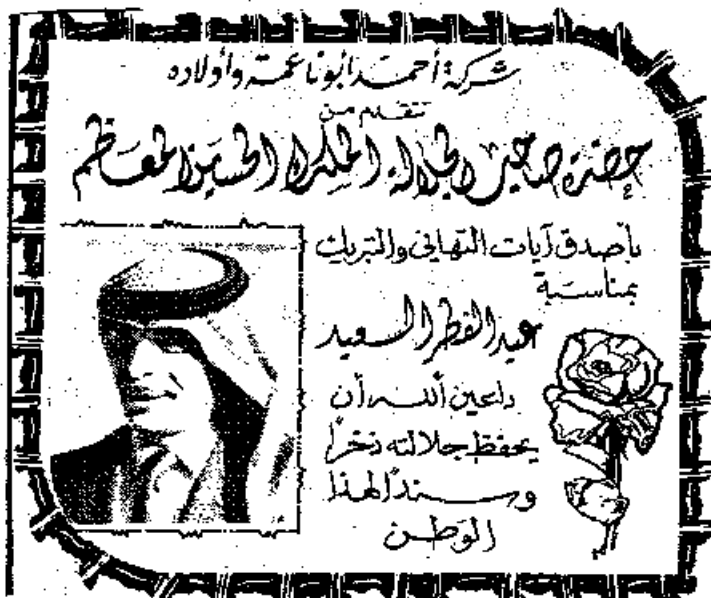 شركة أحمد أبو ناعمة وأولاده
تتقدم من
حضرة صاحب الجلالة الملك الحسين المعظم
بأصدق آيات التهاني والتبريك
بمناسبة
عيد الفطر السعيد
داعين الله أن
يحفظ جلالته ذخراً
وسنداً لهذا
الوطن